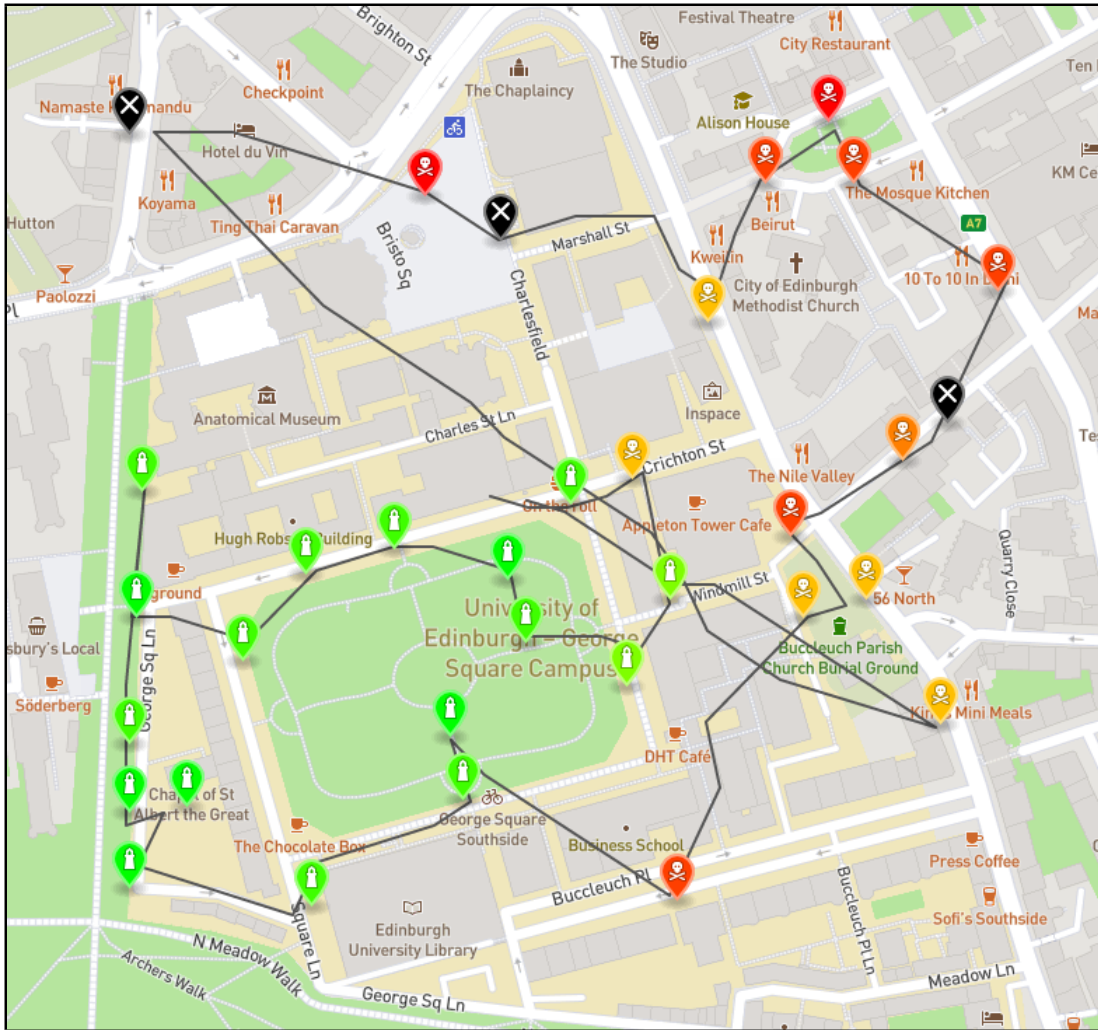 Festival Theatre
City Restaurant
Brighton St
The Studio
Ten
Namaste K
mandu
Checkpoint
The Chaplaincy
Alison House
Hotel du Vin
KM Ce
Koyama
The Mosque Kitchen
Hutton
Ting Thai Caravan
Bristo Sq
Marshall St
Beirut
A7
Kweilin
10 To 10 In D
hi
City of Edinburgh
Methodist Church
Paolozzi
Pl
Charlesfield
Ma
Anatomical Museum
Charles St Ln
Inspace
Crichton St
Te
The Nile Valley
On the Roll
Appleton Tower Cafe
Hugh Robs
uilding
Quarry Close
ground
Windmill St
56 North
University of
Edinburgh – George
Square Campus
Buccleuch Parish
Church Burial Ground
sbury's Local
George Sq Ln
Söderberg
King's Mini Meals
DHT Café
Chapel of St
Albert the Great
George Square
Southside
The Chocolate Box
Business School
Press Coffee
Buccleuch Pl
Buccleuch Pl Ln
Square Ln
Edinburgh
University Library
Sofi's Southside
N Meadow Walk
Archers Walk
Meadow Ln
George Sq Ln